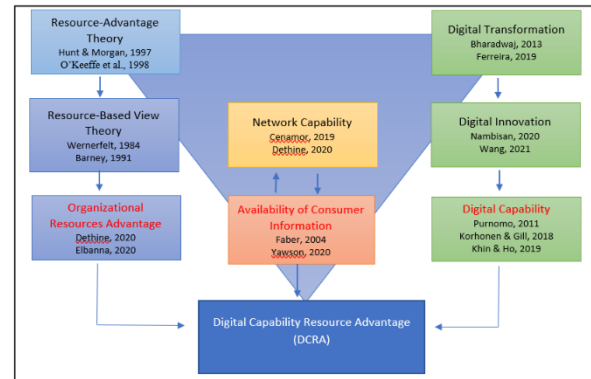 Resource-Advantage
Theory
Hunt & Morgan, 1997
O'Keeffe et al., 1998
Resource-Based View
Theory
Wernerfelt, 1984
Barney, 1991
Organizational
Resources Advantage
Dethine, 2020
Elbanna, 2020
Network Capability
Cenamor, 2019
Dethine, 2020
Availability of Consumer
Information
Faber, 2004
Yawson, 2020
Digital Transformation
Bharadwaj, 2013
Ferreira, 2019
Digital Innovation
Nambisan, 2020
Wang, 2021
Digital Capability
Purnomo, 2011
Korhonen & Gill, 2018
Khin & Ho, 2019
Digital Capability Resource Advantage
(DCRA)